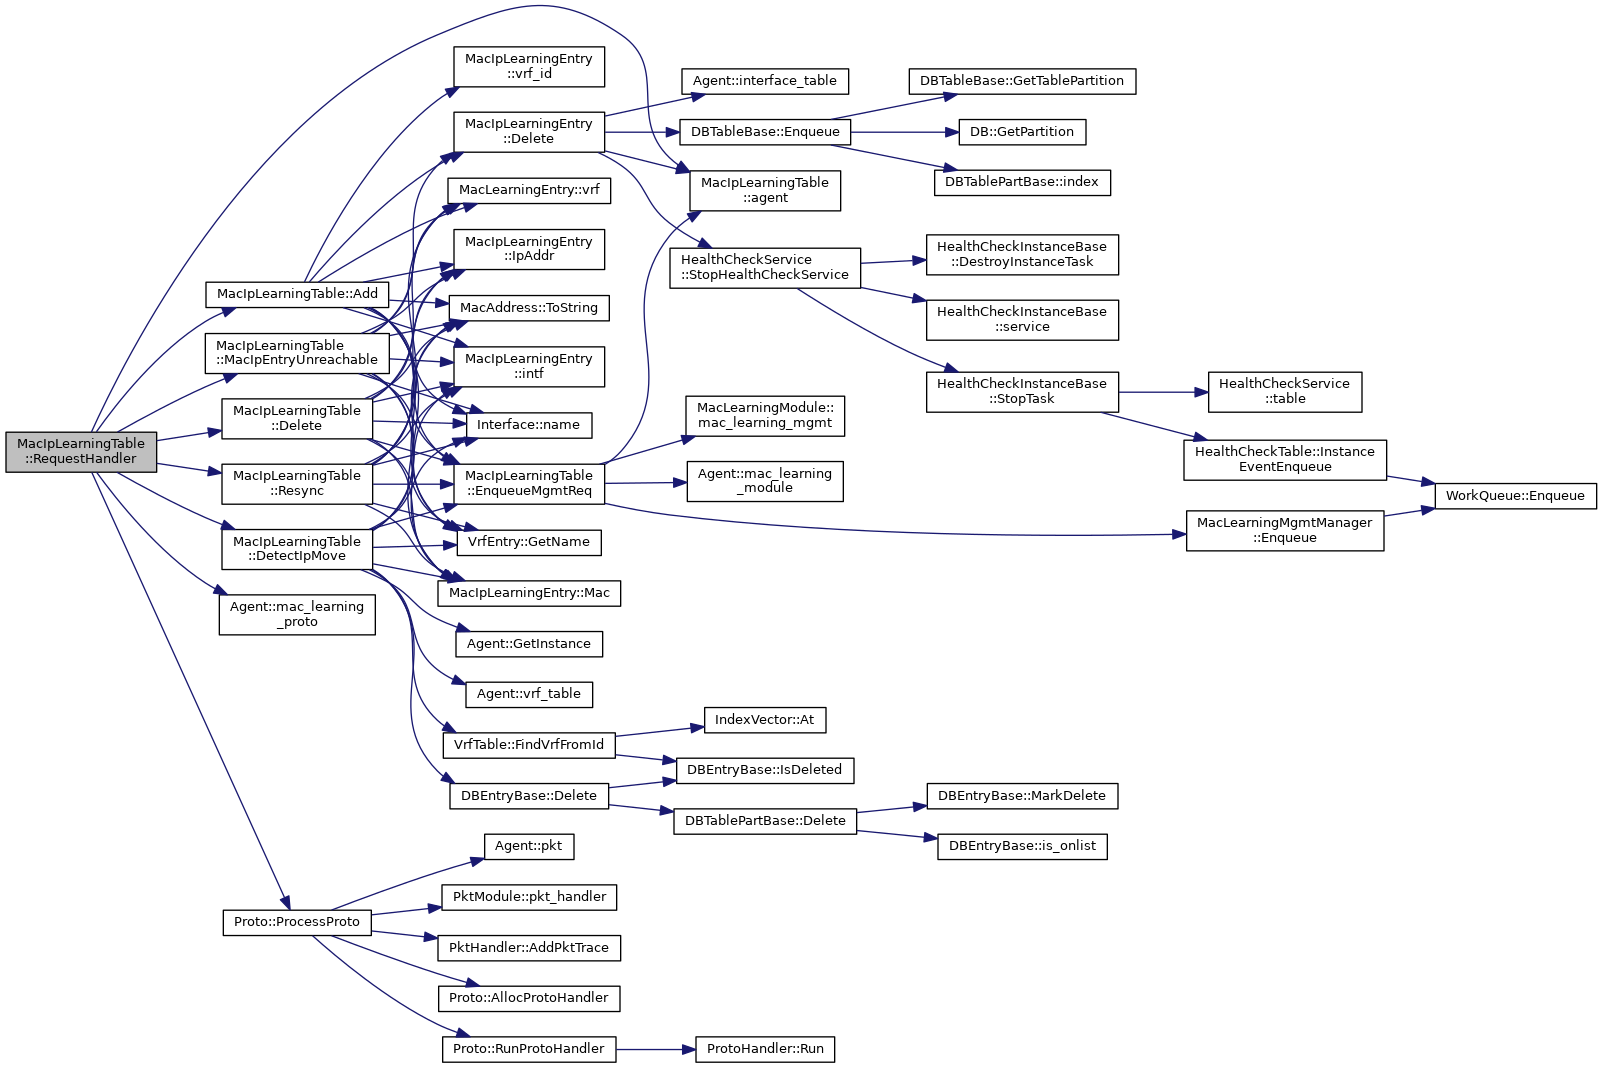 MacIpLearningTable
::RequestHandler
MacIpLearningTable::Add
MacIpLearningTable
::MacIpEntryUnreachable
MacIpLearningTable
::Delete
MacIpLearningTable
::Resync
MacIpLearningTable
::DetectIpMove
Agent::mac_learning
_proto
Proto::ProcessProto
MacIpLearningEntry
::vrf_id
MacIpLearningEntry
::Delete
MacLearningEntry::vrf
MacIpLearningEntry
::IpAddr
MacAddress::ToString
MacIpLearningEntry
::intf
Interface::name
MacIpLearningTable
::EnqueueMgmtReq
VrfEntry::GetName
MacIpLearningEntry::Mac
Agent::GetInstance
Agent::vrf_table
VrfTable::FindVrfFromId
DBEntryBase::Delete
Agent::pkt
PktModule::pkt_handler
PktHandler::AddPktTrace
Proto::AllocProtoHandler
Proto::RunProtoHandler
Agent::interface_table
DBTableBase::Enqueue
MacIpLearningTable
::agent
HealthCheckService
::StopHealthCheckService
MacLearningModule::
mac_learning_mgmt
Agent::mac_learning
_module
IndexVector::At
DBEntryBase::IsDeleted
DBTablePartBase::Delete
ProtoHandler::Run
DBTableBase::GetTablePartition
DB::GetPartition
DBTablePartBase::index
HealthCheckInstanceBase
::DestroyInstanceTask
HealthCheckInstanceBase
::service
HealthCheckInstanceBase
::StopTask
DBEntryBase::MarkDelete
DBEntryBase::is_onlist
HealthCheckService
::table
HealthCheckTable::Instance
EventEnqueue
MacLearningMgmtManager
::Enqueue
WorkQueue::Enqueue